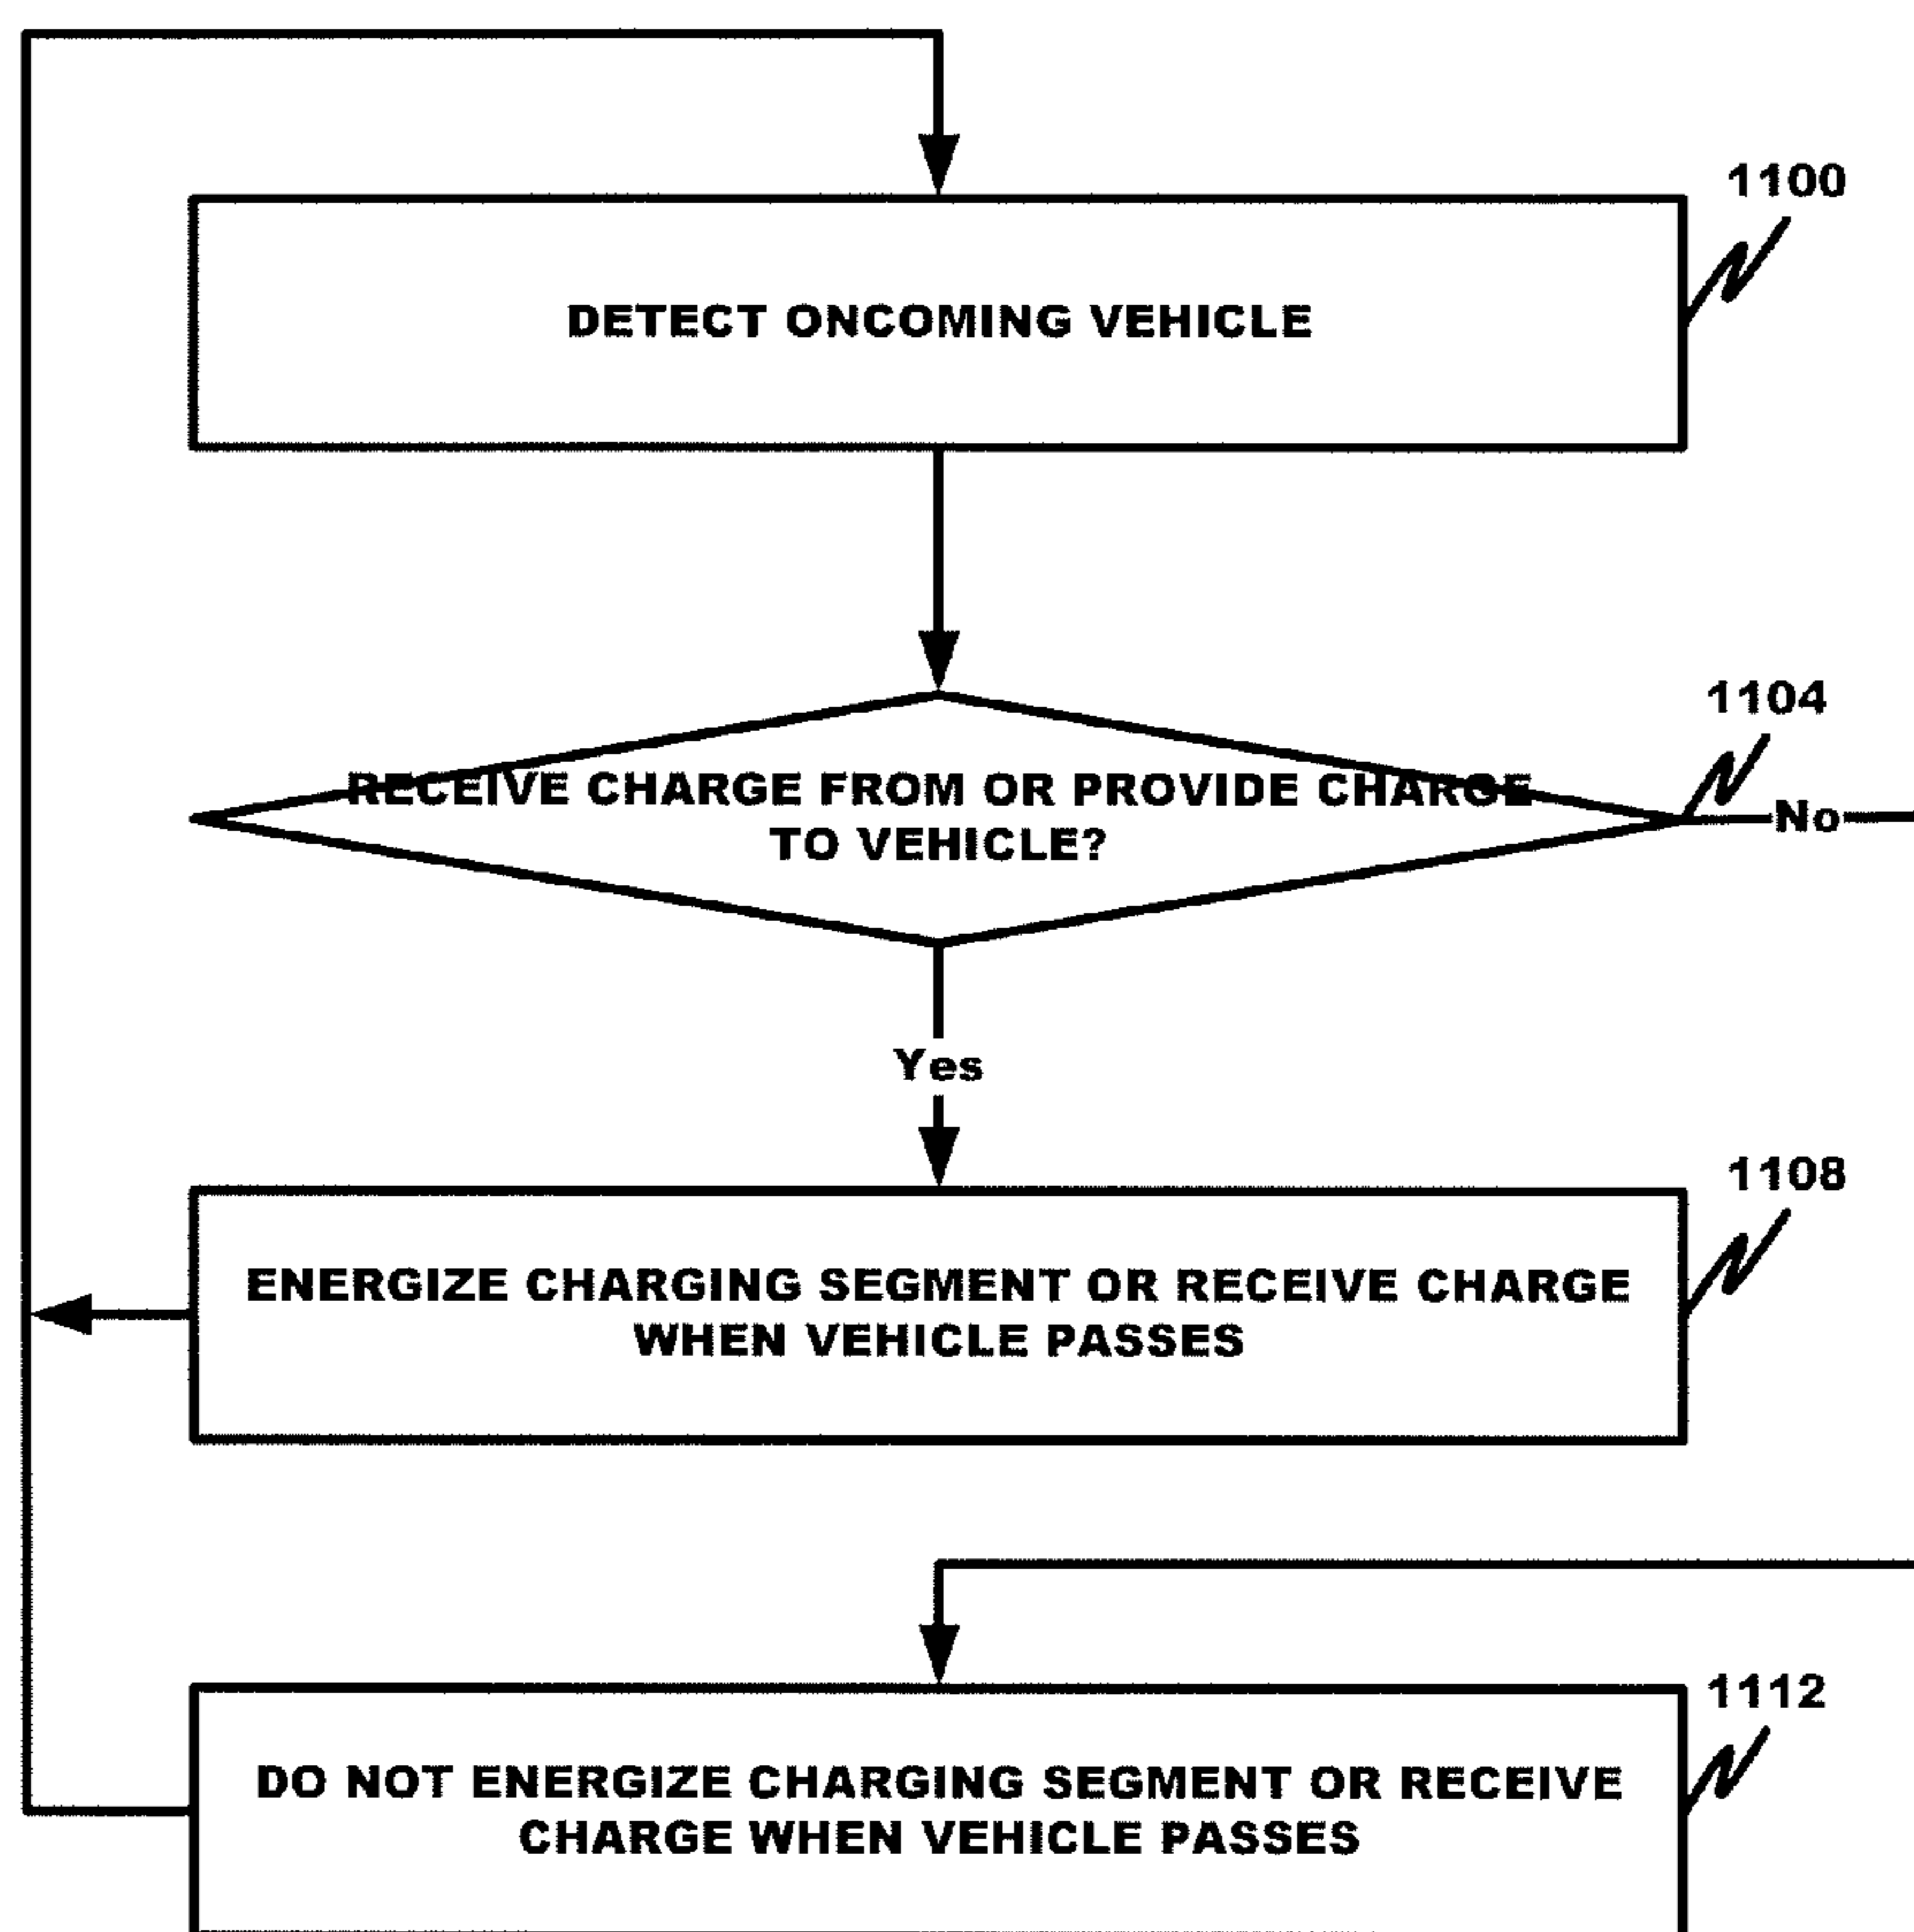 1100
DETECT ONCOMING VEHICLE
1104
RECEIVE CHARGE FROM OR PROVIDE CHARGE
TO VEHICLE?
No
Yes
1108
ENERGIZE CHARGING SEGMENT OR RECEIVE CHARGE
WHEN VEHICLE PASSES
1112
DO NOT ENERGIZE CHARGING SEGMENT OR RECEIVE
CHARGE WHEN VEHICLE PASSES